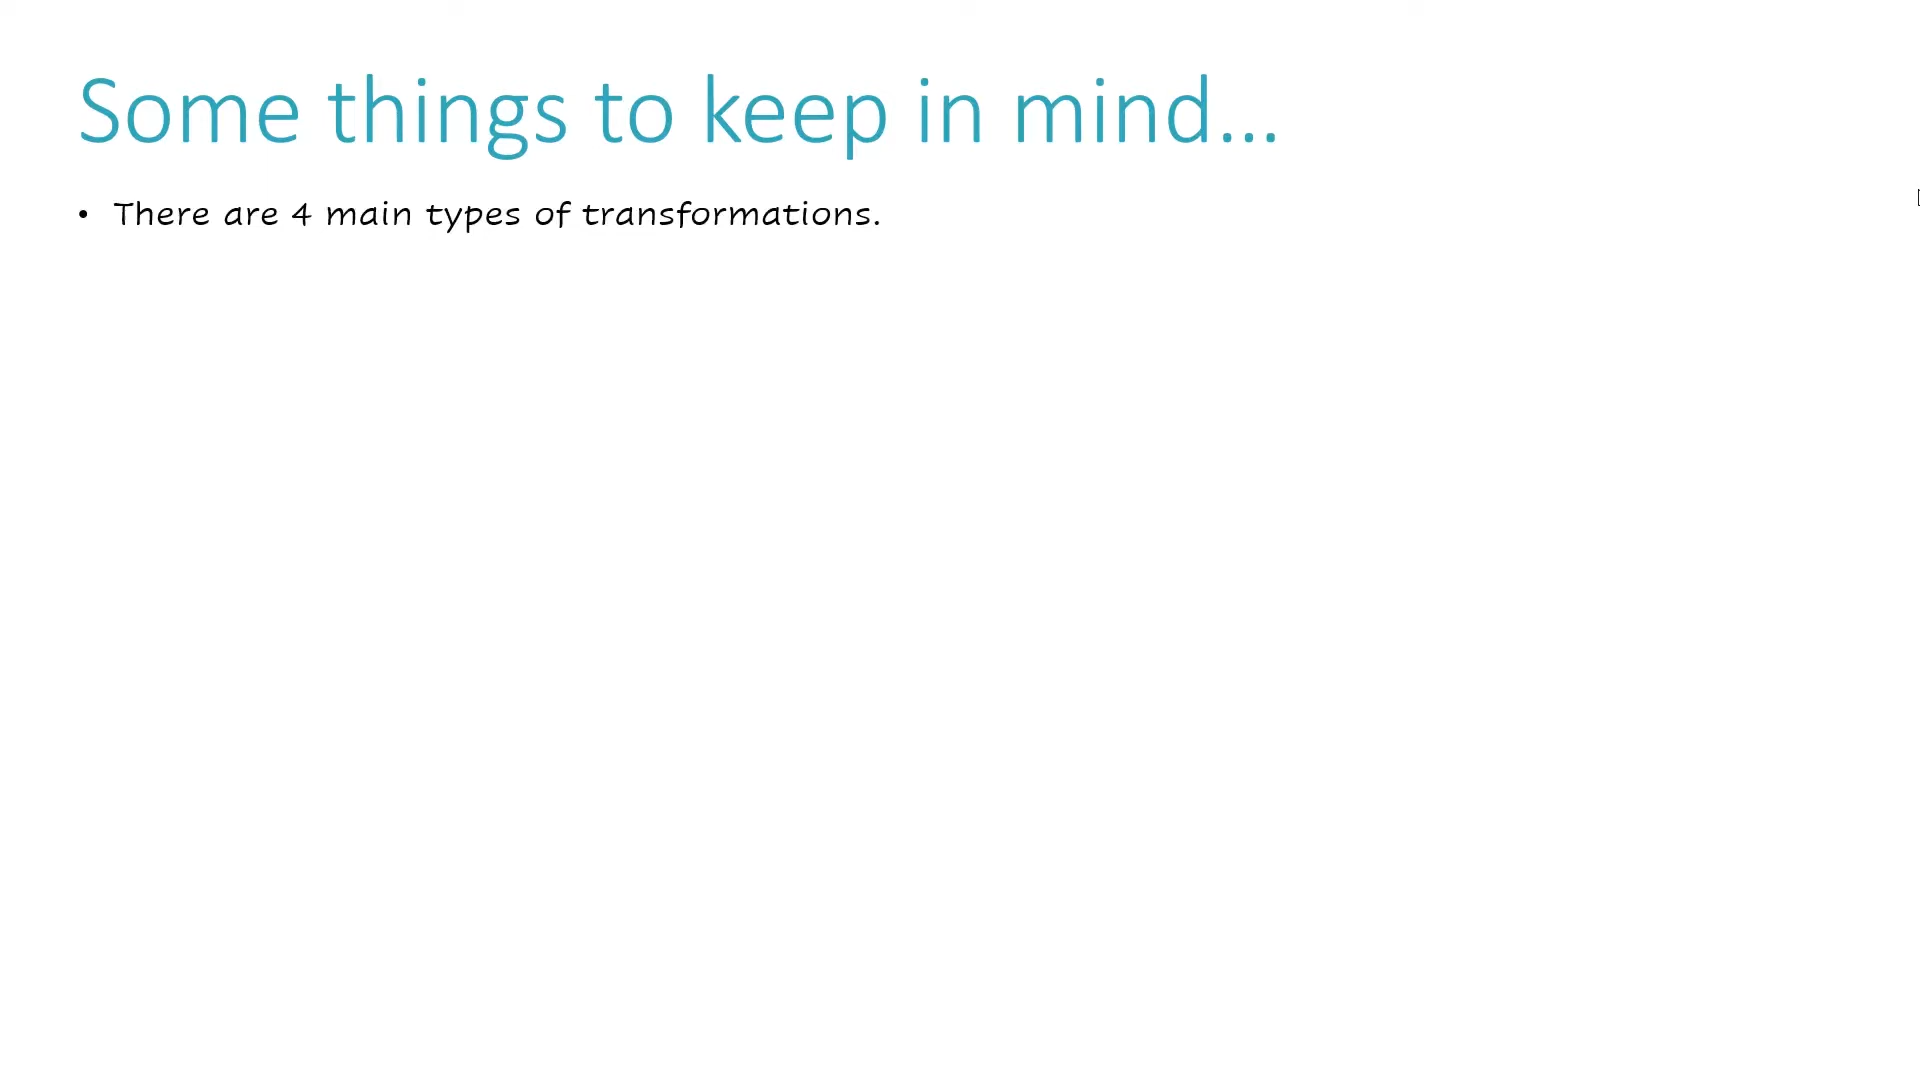 Some things to keep in mind...
• There are 4 main types of transformations.